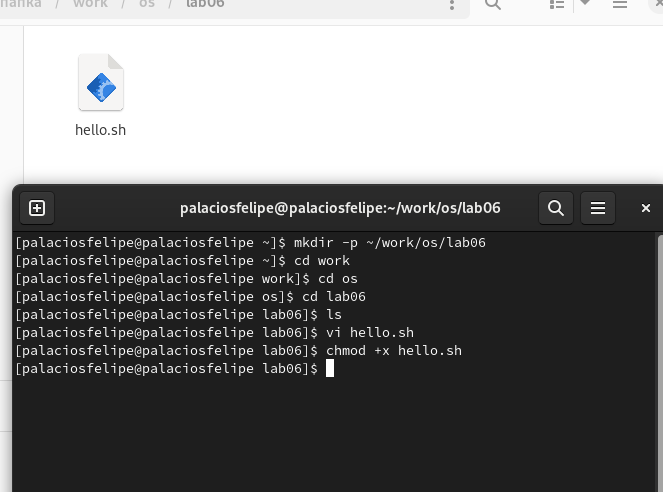 / work / os / lab06
hello.sh
palaciosfelipe@palaciosfelipe:~/work/os/lab06
[palaciosfelipe@palaciosfelipe ~]$ mkdir -p ~/work/os/lab06
[palaciosfelipe@palaciosfelipe ~]$ cd work
[palaciosfelipe@palaciosfelipe work]$ cd os
[palaciosfelipe@palaciosfelipe os]$ cd lab06
[palaciosfelipe@palaciosfelipe lab06]$ ls
[palaciosfelipe@palaciosfelipe lab06]$ vi hello.sh
[palaciosfelipe@palaciosfelipe lab06]$ chmod +x hello.sh
[palaciosfelipe@palaciosfelipe lab06]$